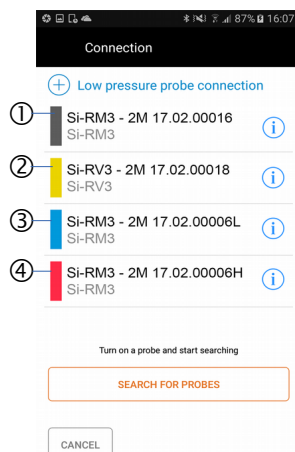 87% 16:07
Connection
Low pressure probe connection
① Si-RM3 - 2M 17.02.00016
Si-RM3
② Si-RV3 - 2M 17.02.00018
Si-RV3
③ Si-RM3 - 2M 17.02.00006L
Si-RM3
④ Si-RM3 - 2M 17.02.00006H
Si-RM3
Turn on a probe and start searching
SEARCH FOR PROBES
CANCEL